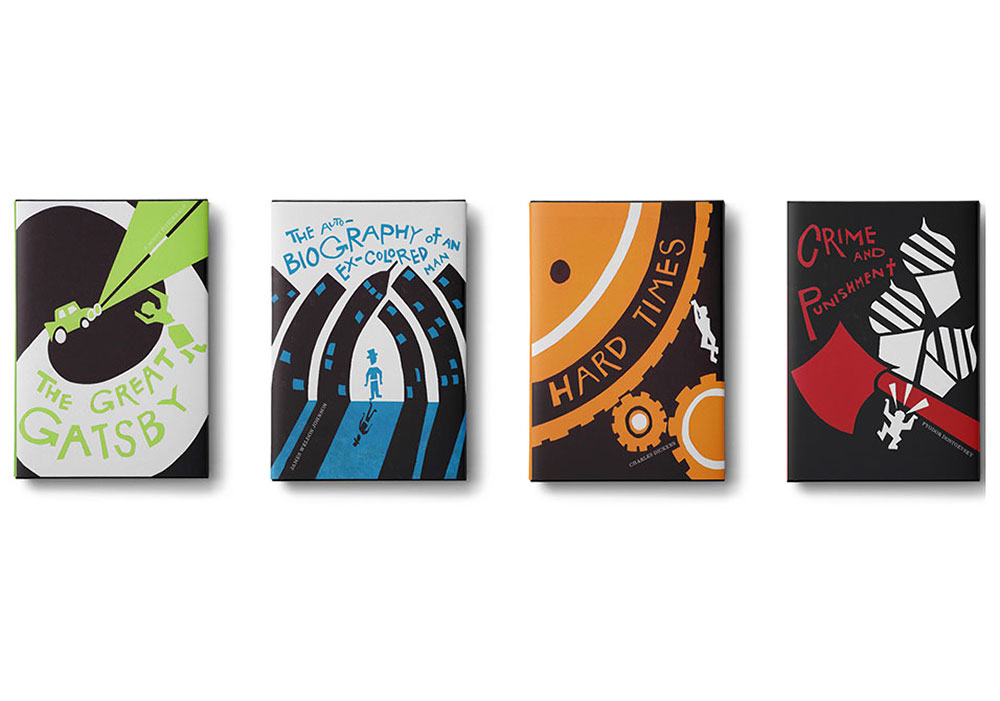 THE GREAT
GATSBY
THE AUTO-
BIOGRAPHY of AN
EX-COLORED
MAN
JAMES WELDON JOHNSON
HARD TIMES
CHARLES DICKENS
CRIME
AND
PUNISHMENT
FYODOR DOSTOEVSKY